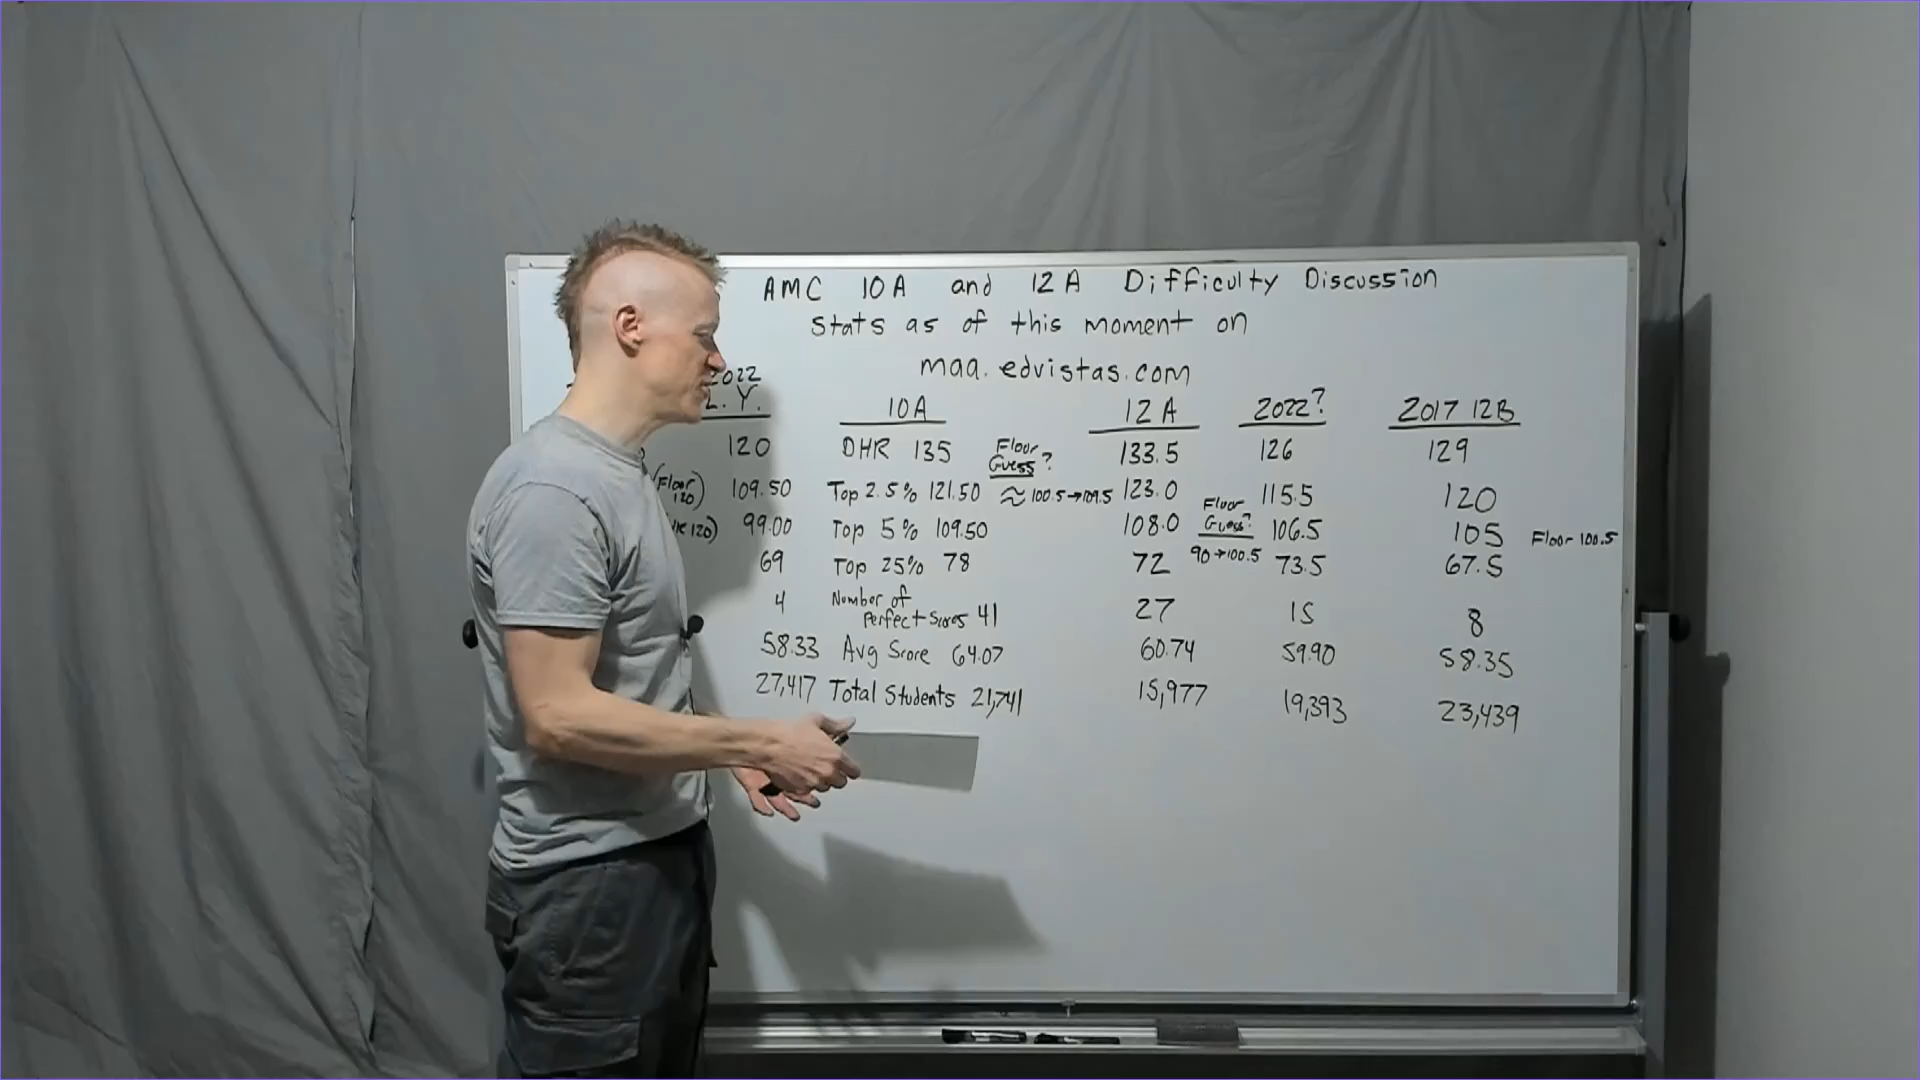 AMC 10A and 12A Difficulty Discussion
Stats as of this moment on
maa.edvistas.com
2022 L.Y. 10A 12A 2022? 2017 12B
120 DHR 135 Floor Guess? 133.5 126 129
(Floor 120) 109.50 Top 2.5% 121.50 ≈ 100.5→109.5 123.0 115.5 120
120) 99.00 Top 5% 109.50 108.0 Floor Guess? 106.5 105 Floor 100.5
69 Top 25% 78 72 90→100.5 73.5 67.5
4 Number of Perfect Scores 41 27 15 8
58.33 Avg Score 64.07 60.74 59.90 58.35
27,417 Total Students 21,741 15,977 19,393 23,439